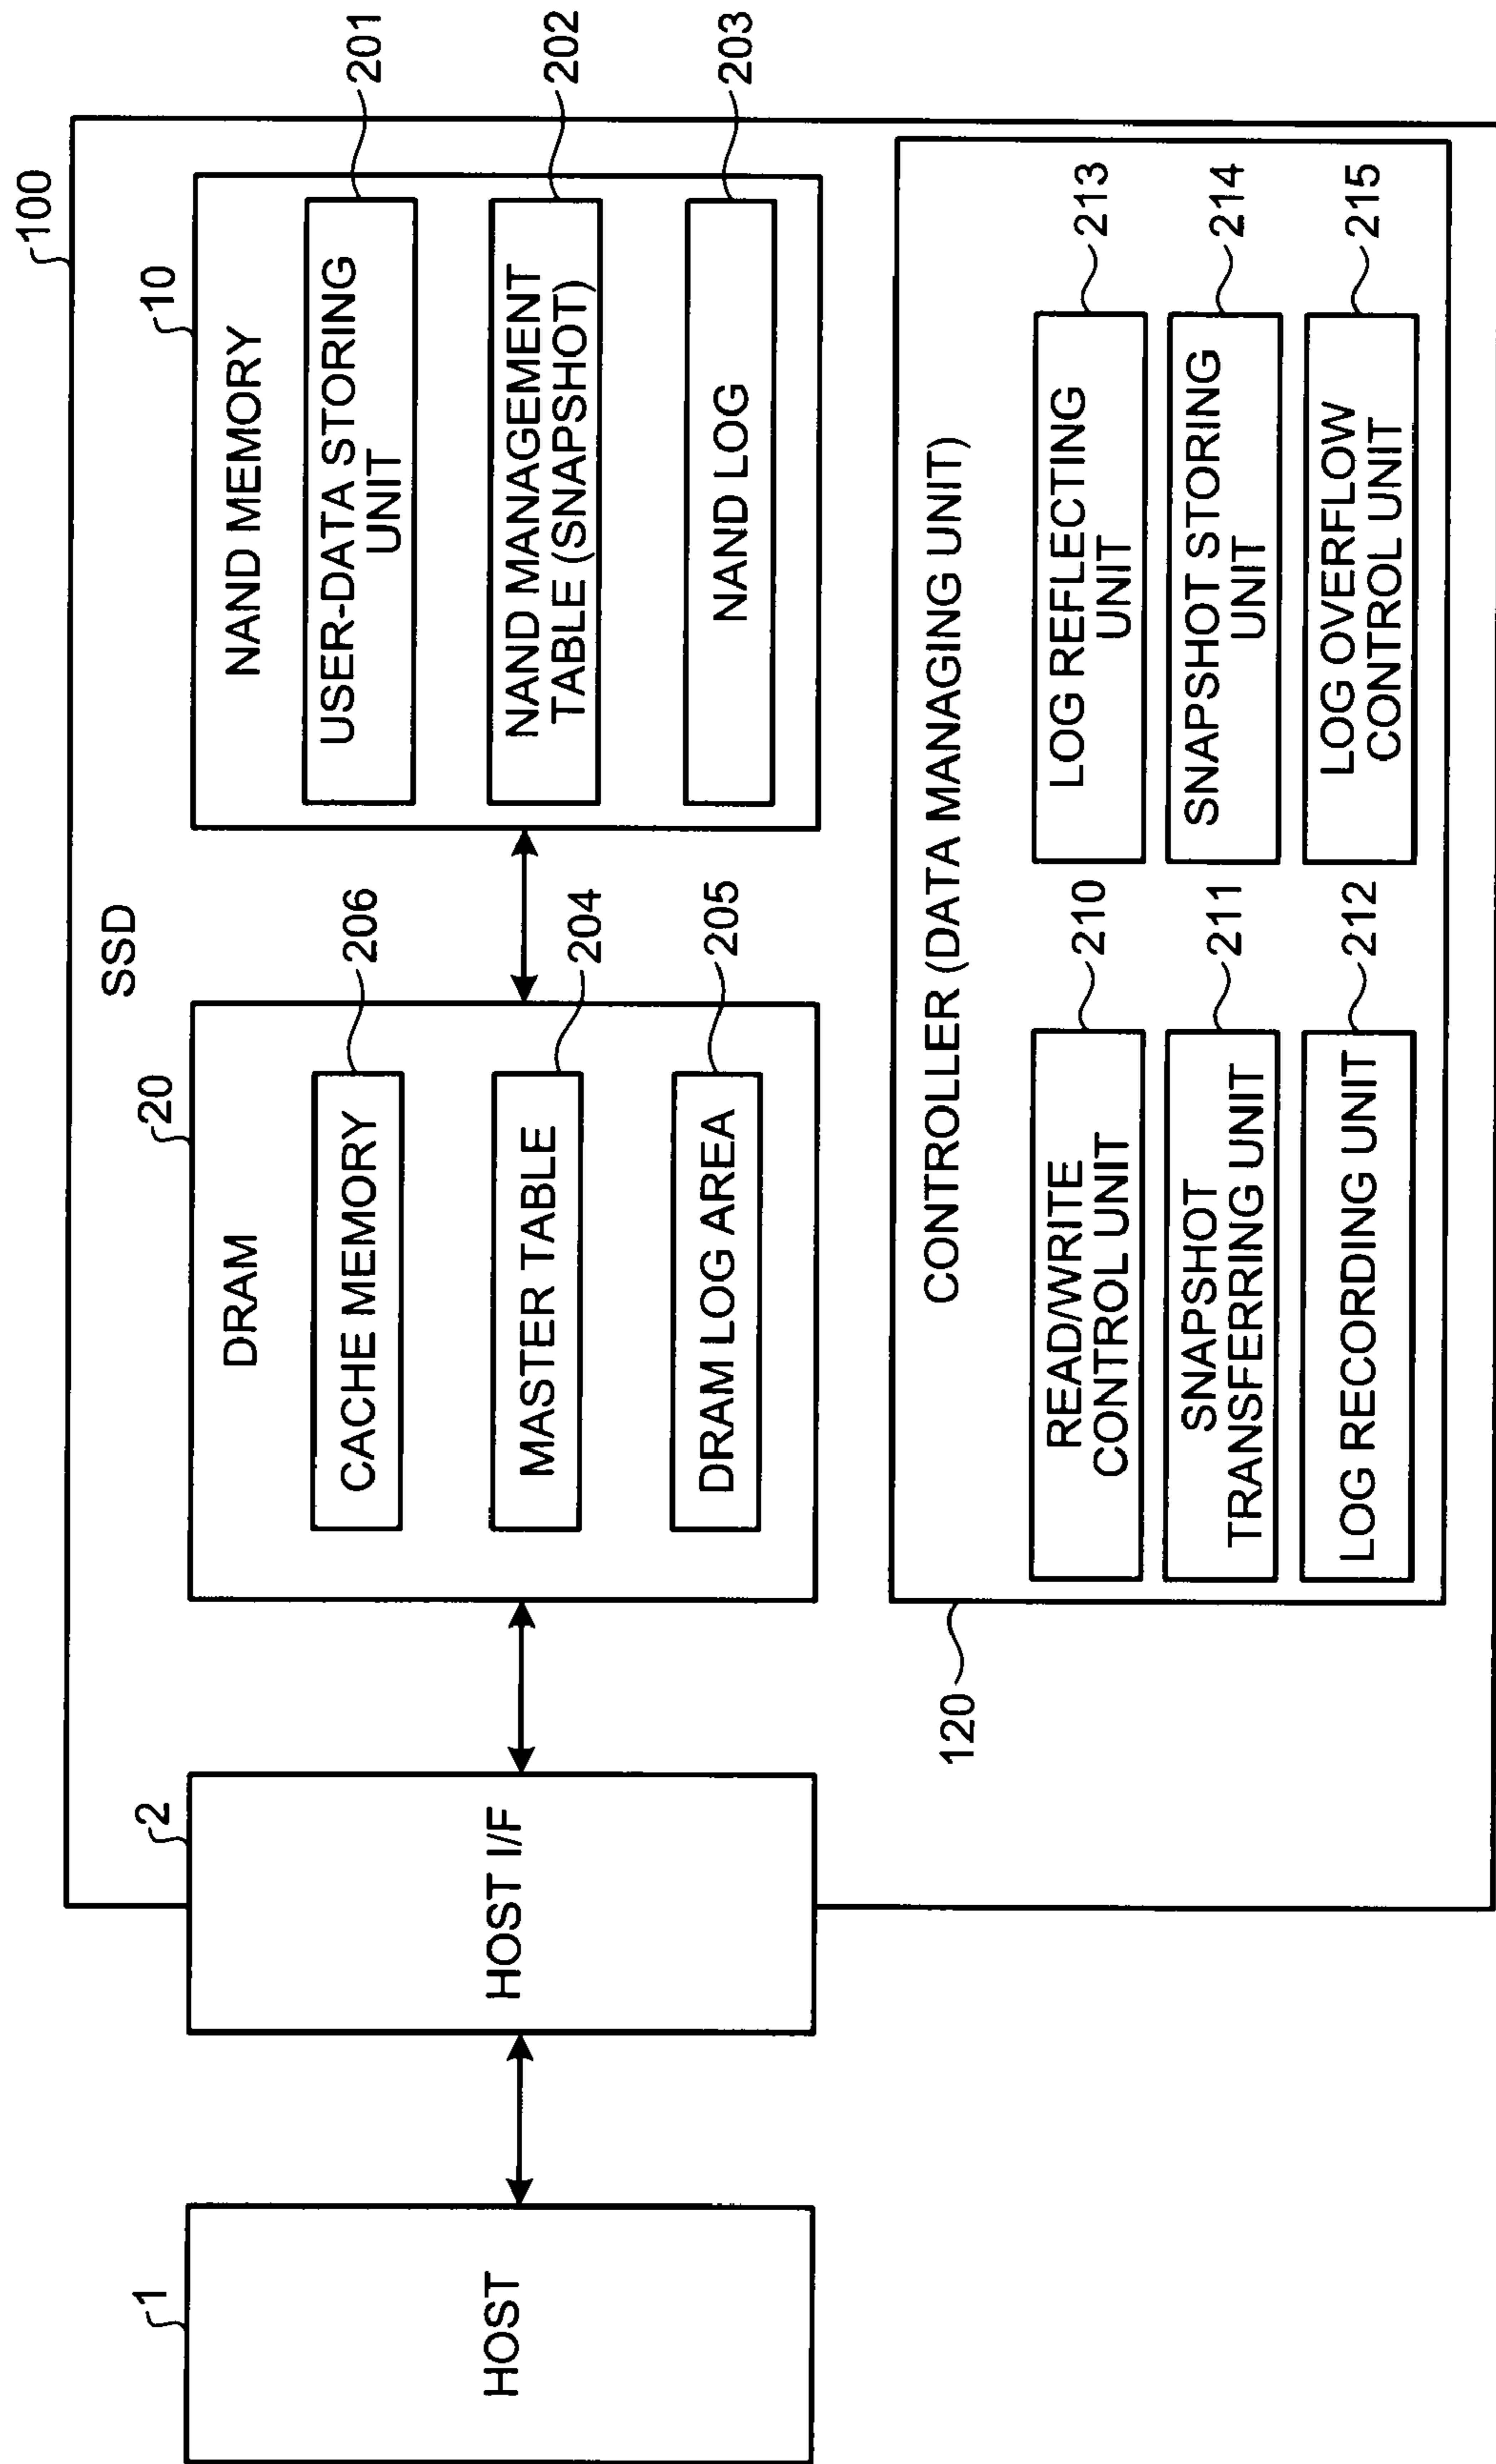 100
SSD
1
HOST
2
HOST I/F
20
DRAM
CACHE MEMORY
206
MASTER TABLE
204
DRAM LOG AREA
205
10
NAND MEMORY
USER-DATA STORING
UNIT
201
NAND MANAGEMENT
TABLE (SNAPSHOT)
202
NAND LOG
203
120
CONTROLLER (DATA MANAGING UNIT)
READ/WRITE
CONTROL UNIT
210
SNAPSHOT
TRANSFERRING UNIT
211
LOG RECORDING UNIT
212
LOG REFLECTING
UNIT
213
SNAPSHOT STORING
UNIT
214
LOG OVERFLOW
CONTROL UNIT
215